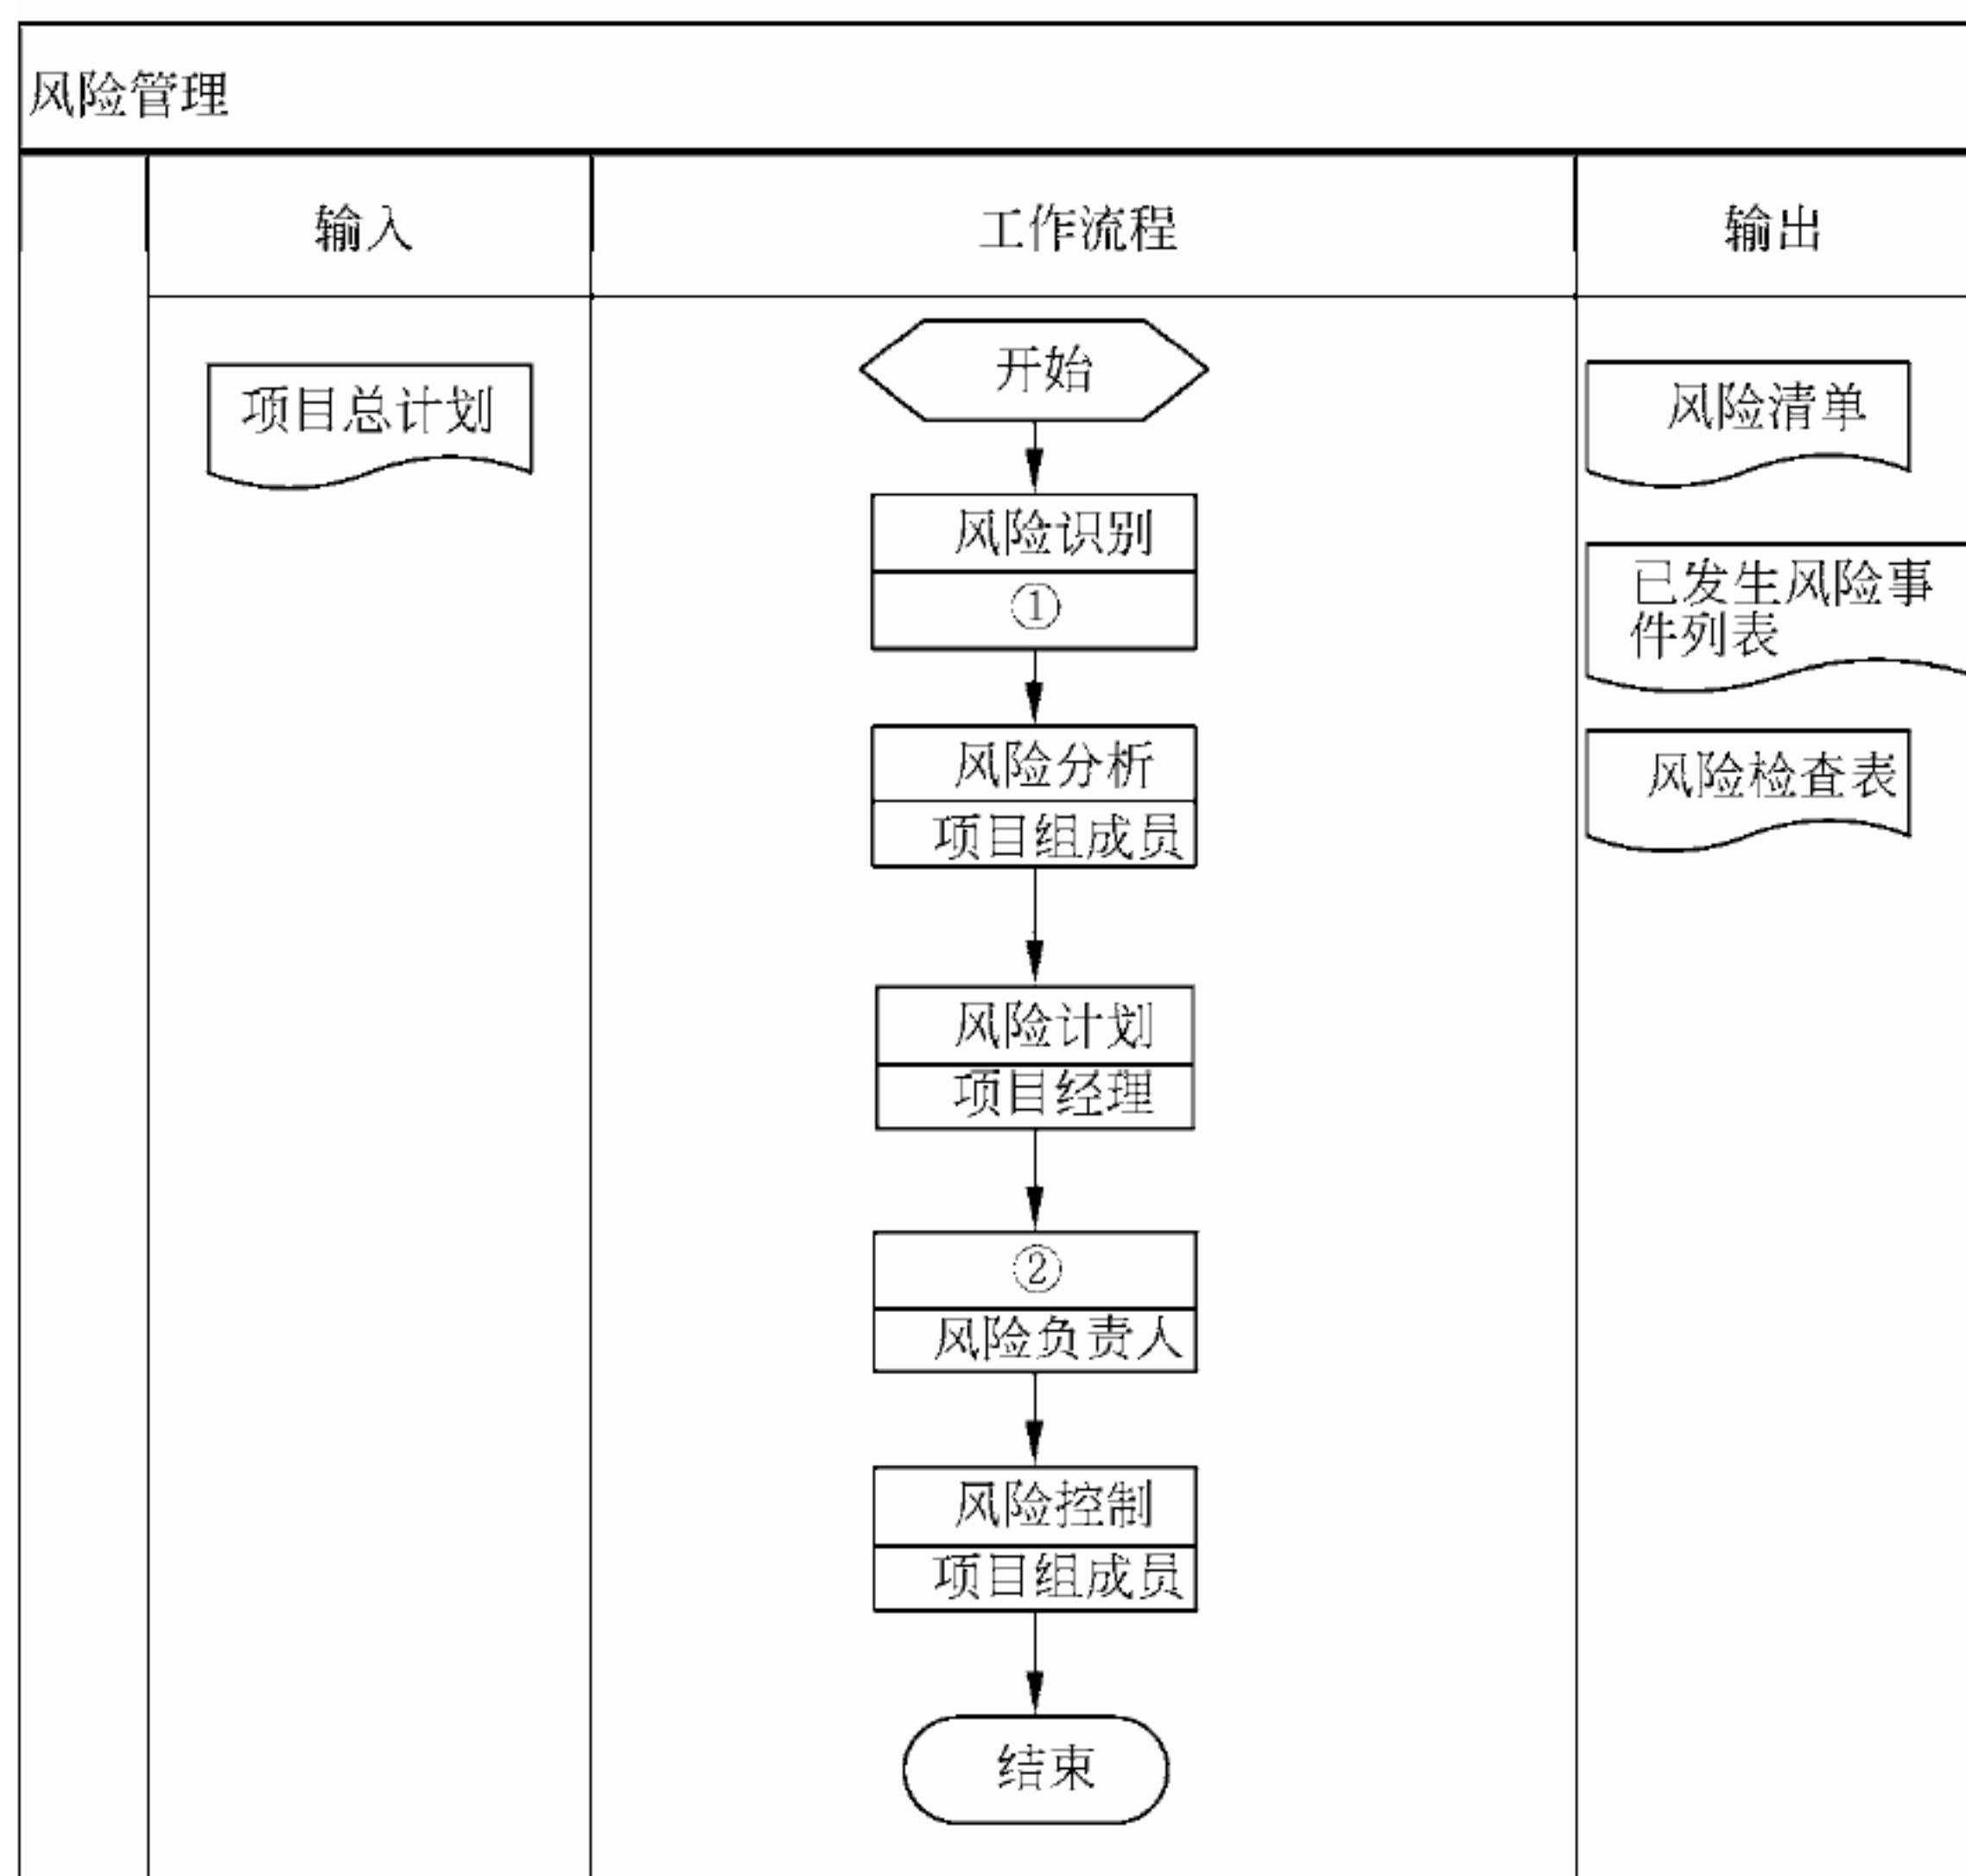 风险管理
输入
工作流程
输出
项目总计划
开始
风险识别
①
风险分析
项目组成员
风险计划
项目经理
②
风险负责人
风险控制
项目组成员
结束
风险清单
已发生风险事
件列表
风险检查表